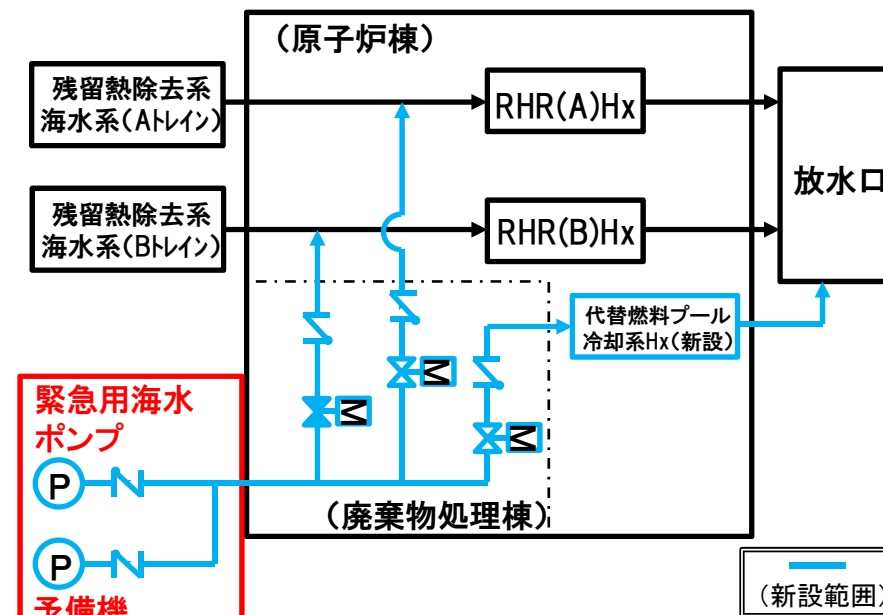 (原子炉棟)
残留熱除去系
海水系(Aトレイン)
RHR(A)Hx
残留熱除去系
海水系(Bトレイン)
RHR(B)Hx
放水口
代替燃料プール
冷却系Hx(新設)
M
M
M
緊急用海水
ポンプ
P
P
予備機
(廃棄物処理棟)
(新設範囲)